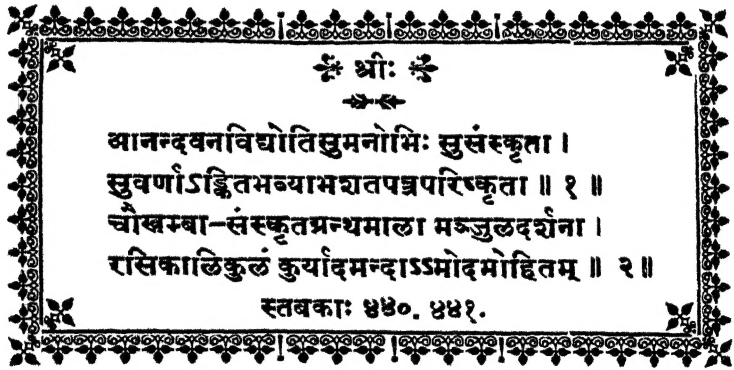 श्रीः
आनन्दवनविद्योतिसुमनोभिः सुसंस्कृता ।
सुवर्णाऽङ्कितभव्याभशतपत्रपरिष्कृता ॥ १ ॥
चौखम्बा-संस्कृतग्रन्थमाला मञ्जुलदर्शना ।
रसिकालिकुलं कुर्यादमन्दाऽऽमोदमोहितम् ॥ २ ॥
स्तबकाः ४४०. ४४१.